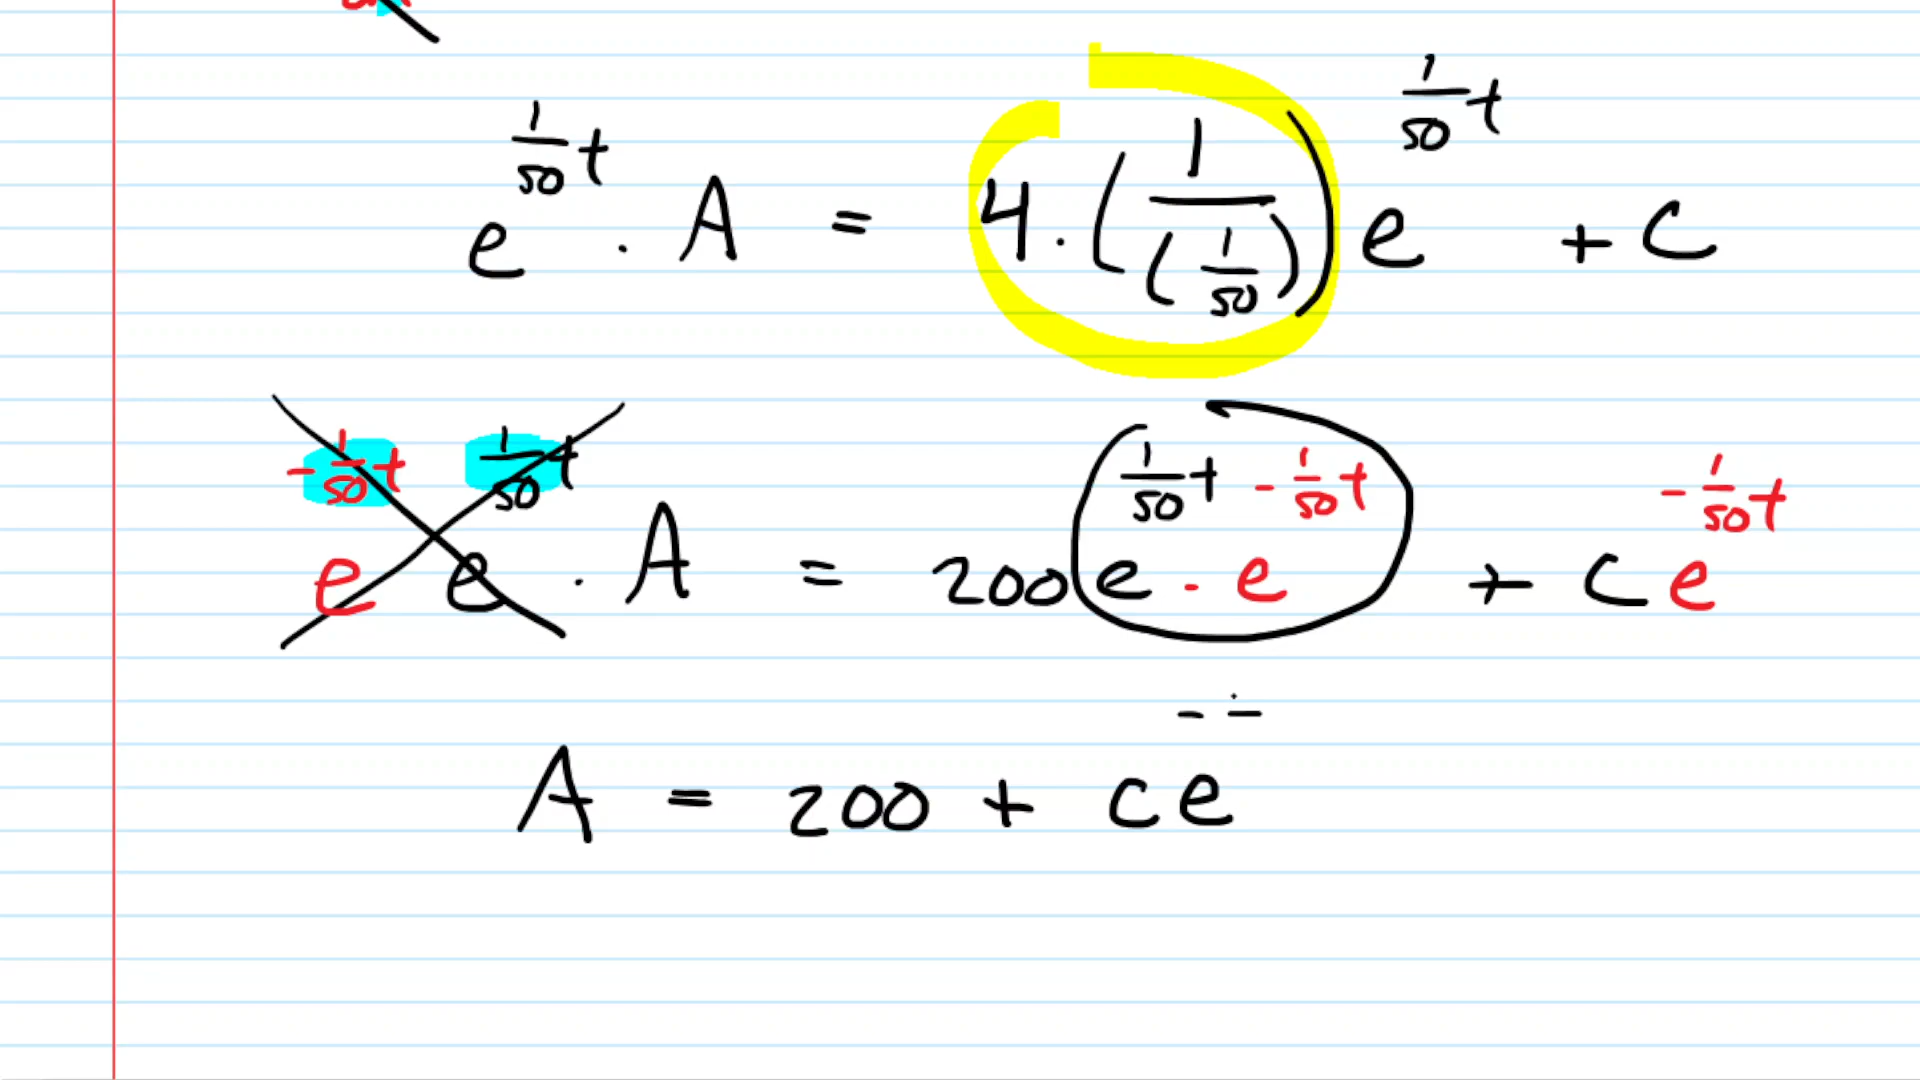 e^{1/50 t} · A = 4 · (1/(1/50)) e^{1/50 t} + C
e^{-1/50 t} e^{1/50 t} · A = 200 e^{1/50 t} · e^{-1/50 t} + C e^{-1/50 t}
A = 200 + C e^{- -}